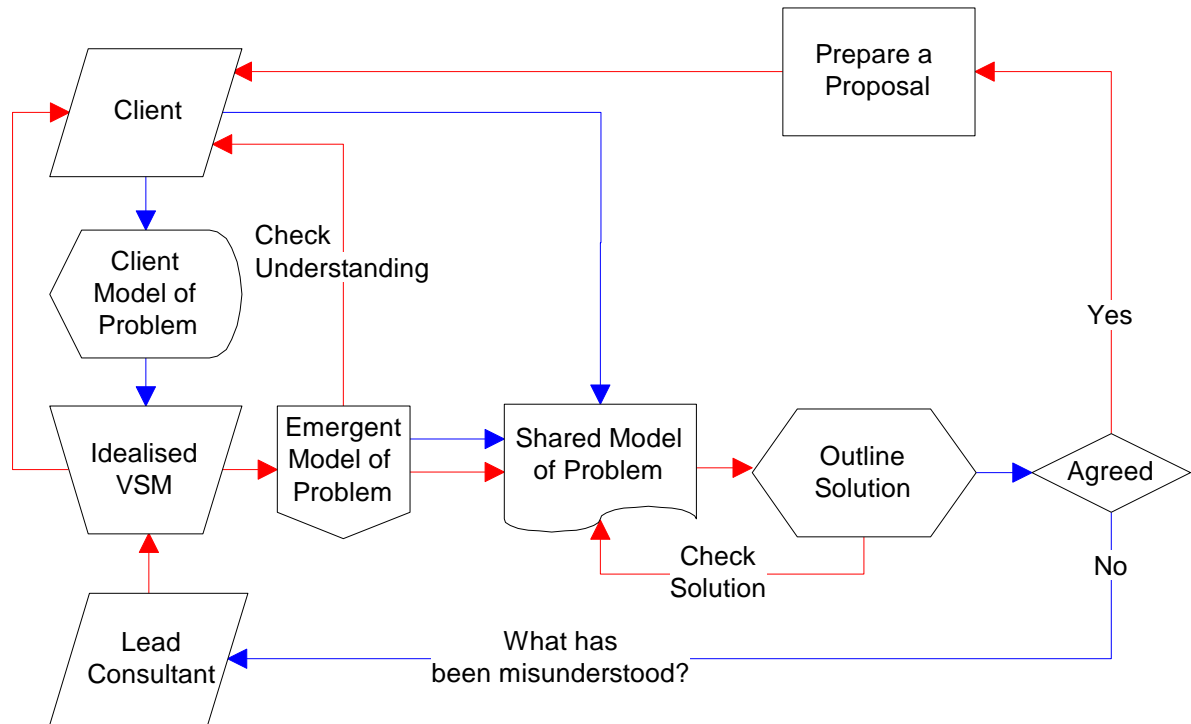 Prepare a
Proposal
Client
Check
Understanding
Client
Model of
Problem
Yes
Idealised
VSM
Emergent
Model of
Problem
Shared Model
of Problem
Outline
Solution
Agreed
Check
Solution
No
Lead
Consultant
What has
been misunderstood?